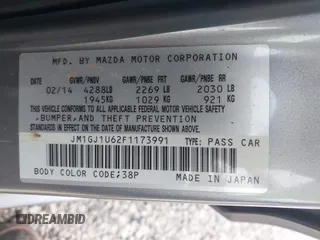 MFD. BY MAZDA MOTOR CORPORATION
GVWR/PNBV GAWR/PNBE FR GAWR/PNBE RR
02/14 4288LB 2269 LB 2030 LB
1945KG 1029 KG 921 KG
THIS VEHICLE CONFORMS TO ALL APPLICABLE
FEDERAL MOTOR VEHICLE SAFETY
BUMPER,AND THEFT PREVENTION
STANDARDS IN EFFECT ON THE DATE OF
MANUFACTURE SHOWN ABOVE.
JM1GJ1U62F1173991 TYPE: PASS CAR
BODY COLOR CODE:38P MADE IN JAPAN
DREAMBID